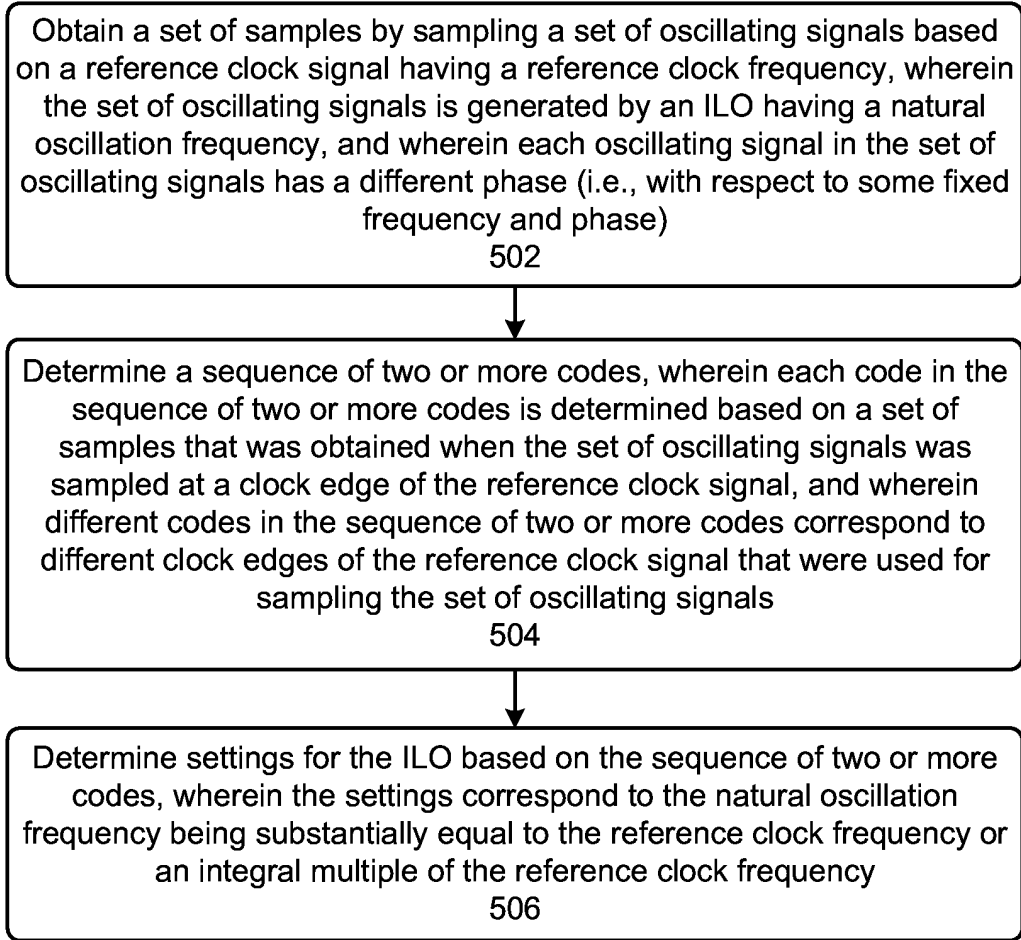 Obtain a set of samples by sampling a set of oscillating signals based
on a reference clock signal having a reference clock frequency, wherein
the set of oscillating signals is generated by an ILO having a natural
oscillation frequency, and wherein each oscillating signal in the set of
oscillating signals has a different phase (i.e., with respect to some fixed
frequency and phase)
502
Determine a sequence of two or more codes, wherein each code in the
sequence of two or more codes is determined based on a set of
samples that was obtained when the set of oscillating signals was
sampled at a clock edge of the reference clock signal, and wherein
different codes in the sequence of two or more codes correspond to
different clock edges of the reference clock signal that were used for
sampling the set of oscillating signals
504
Determine settings for the ILO based on the sequence of two or more
codes, wherein the settings correspond to the natural oscillation
frequency being substantially equal to the reference clock frequency or
an integral multiple of the reference clock frequency
506